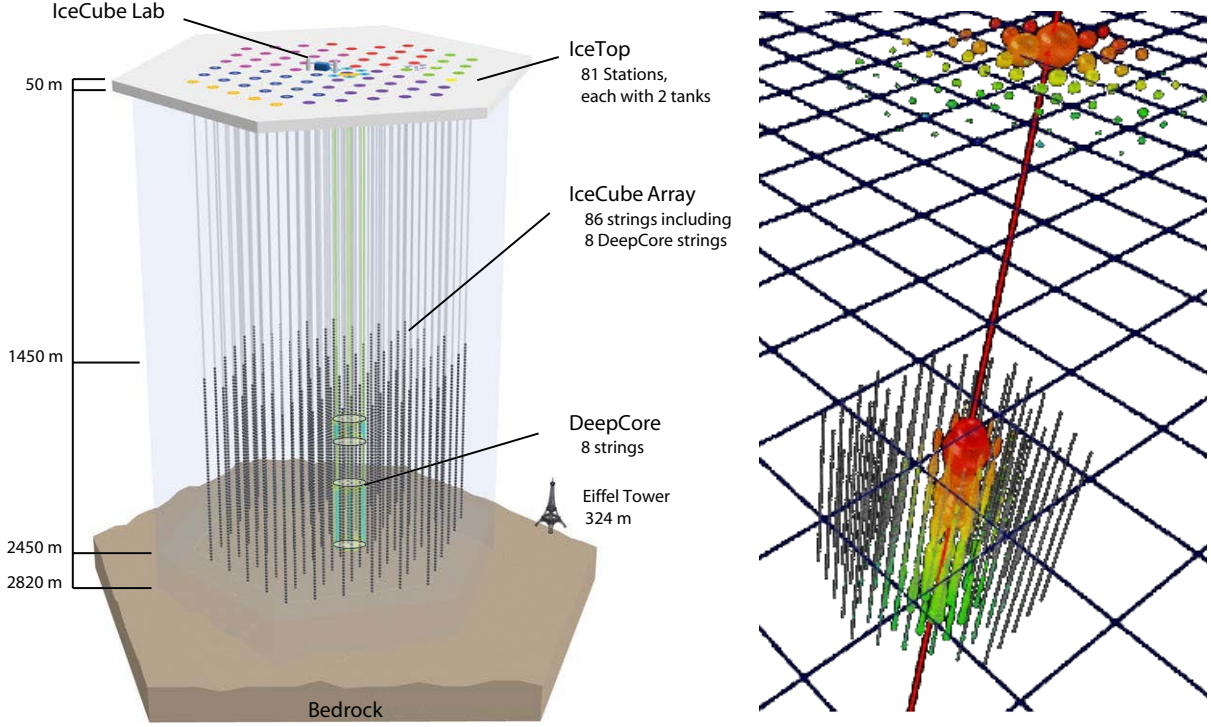 IceCube Lab
IceTop
81 Stations,
each with 2 tanks
50 m
IceCube Array
86 strings including
8 DeepCore strings
1450 m
DeepCore
8 strings
Eiffel Tower
324 m
2450 m
2820 m
Bedrock